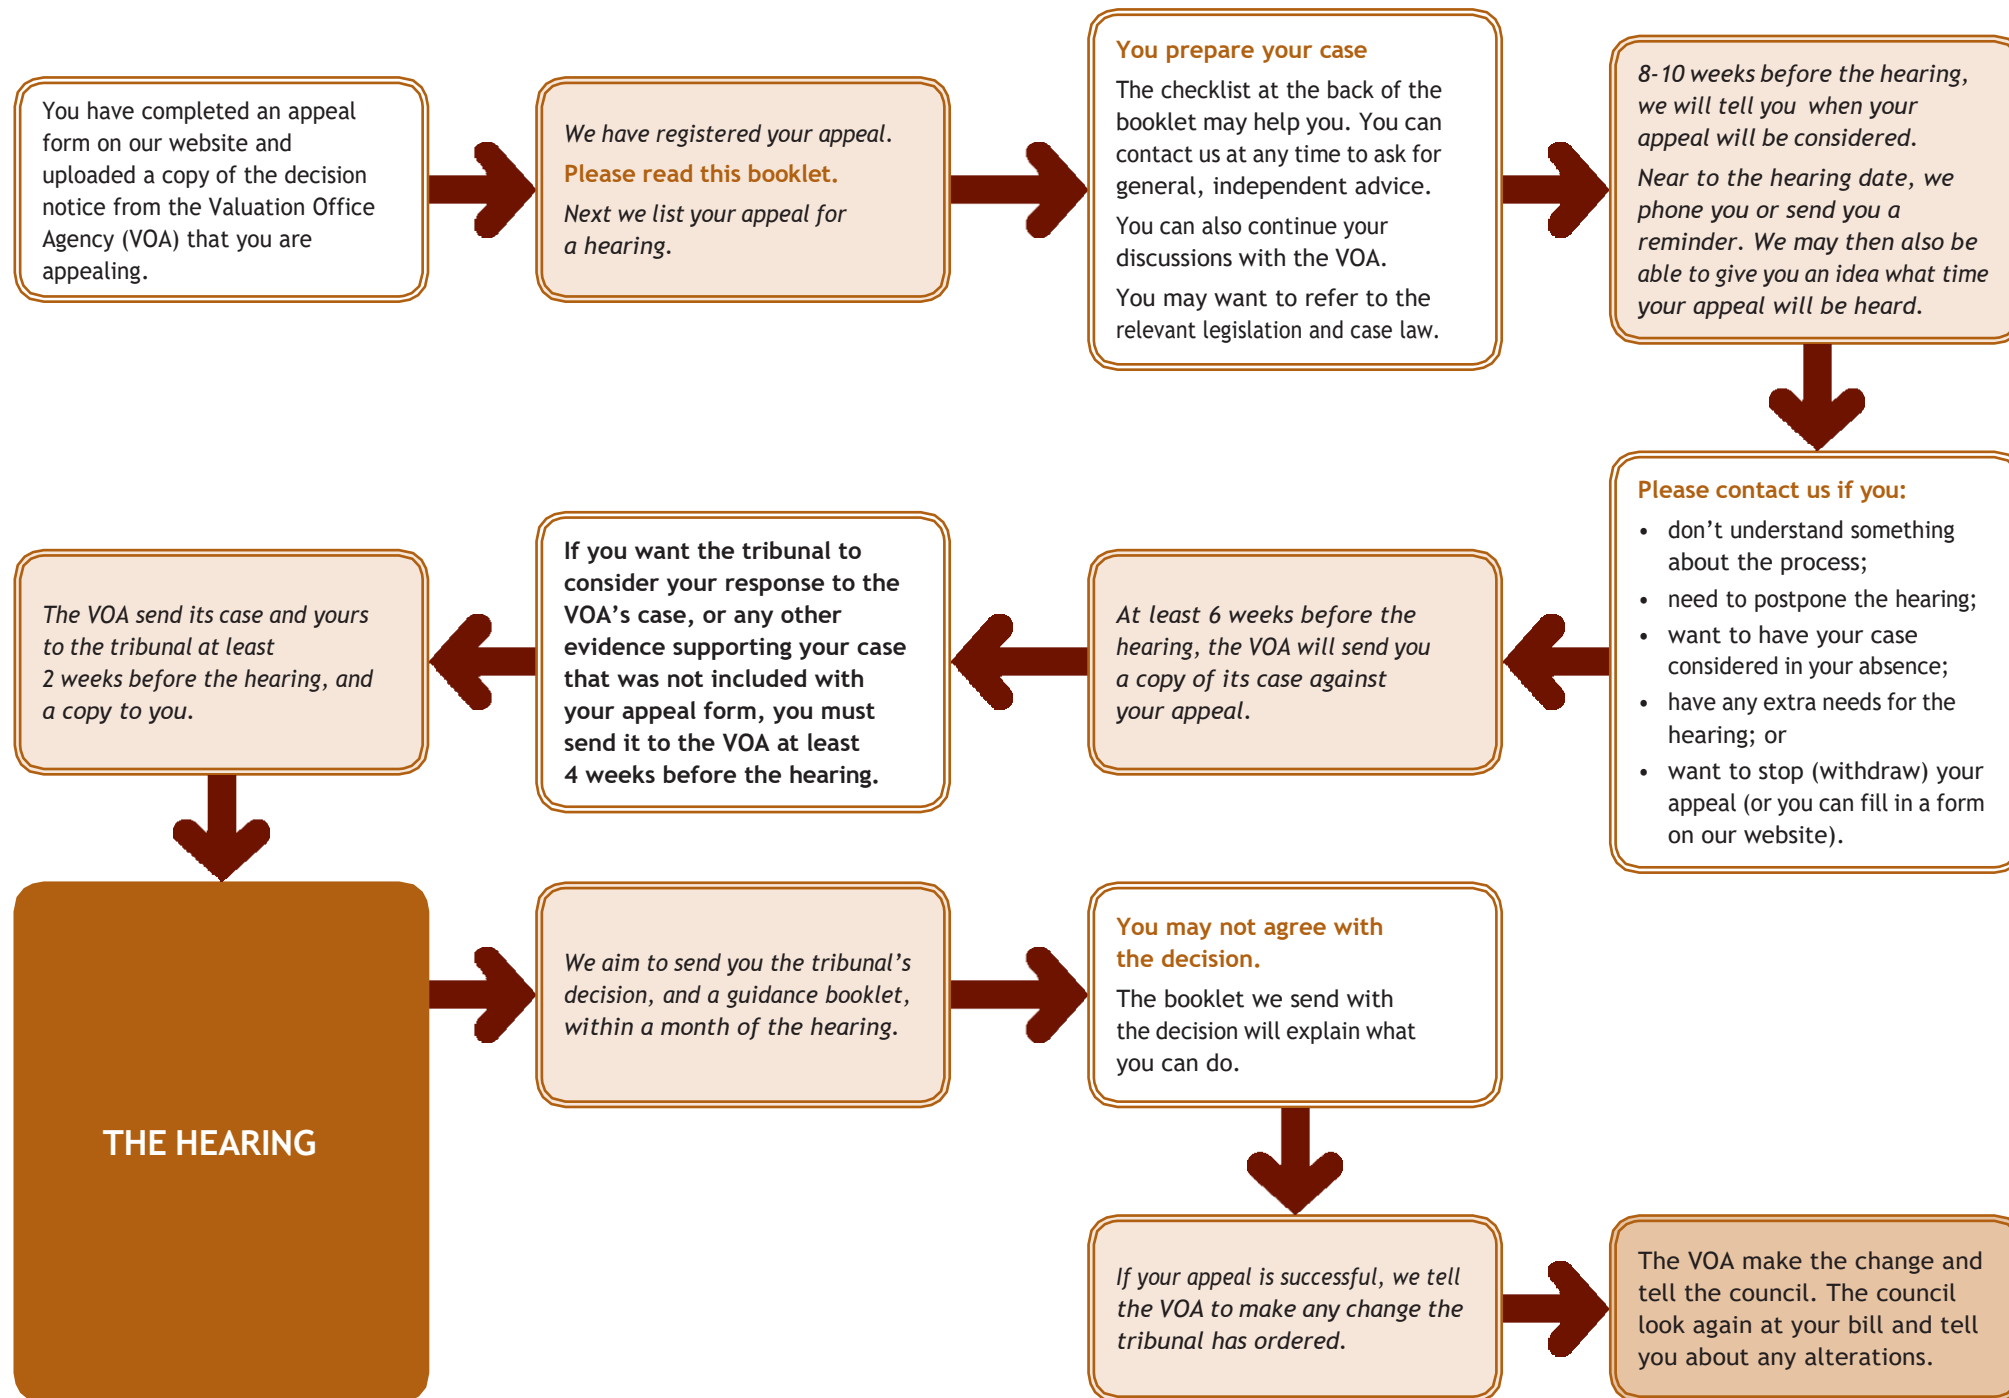 You have completed an appeal
form on our website and
uploaded a copy of the decision
notice from the Valuation Office
Agency (VOA) that you are
appealing.
We have registered your appeal.
Please read this booklet.
Next we list your appeal for
a hearing.
You prepare your case
The checklist at the back of the
booklet may help you. You can
contact us at any time to ask for
general, independent advice.
You can also continue your
discussions with the VOA.
You may want to refer to the
relevant legislation and case law.
8-10 weeks before the hearing,
we will tell you when your
appeal will be considered.
Near to the hearing date, we
phone you or send you a
reminder. We may then also be
able to give you an idea what time
your appeal will be heard.
Please contact us if you:
• don’t understand something
about the process;
• need to postpone the hearing;
• want to have your case
considered in your absence;
• have any extra needs for the
hearing; or
• want to stop (withdraw) your
appeal (or you can fill in a form
on our website).
At least 6 weeks before the
hearing, the VOA will send you
a copy of its case against
your appeal.
If you want the tribunal to
consider your response to the
VOA’s case, or any other
evidence supporting your case
that was not included with
your appeal form, you must
send it to the VOA at least
4 weeks before the hearing.
The VOA send its case and yours
to the tribunal at least
2 weeks before the hearing, and
a copy to you.
THE HEARING
We aim to send you the tribunal’s
decision, and a guidance booklet,
within a month of the hearing.
You may not agree with
the decision.
The booklet we send with
the decision will explain what
you can do.
If your appeal is successful, we tell
the VOA to make any change the
tribunal has ordered.
The VOA make the change and
tell the council. The council
look again at your bill and tell
you about any alterations.